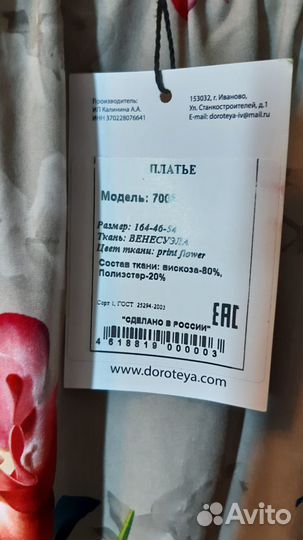 Производитель:
ИП Калинина А.А.
ИНН 370228076641
153032, г. Иваново,
Ул. Станкостроителей, д.1
E-mail: doroteya-iv@mail.ru
ПЛАТЬЕ
Модель:
Размер: 164-46-54
Ткань: ВЕНЕСУЭЛА
Цвет ткани: print flower
Состав ткани: вискоза-80%,
Полиэстер-20%
Сорт 1, ГОСТ 25294-2003
"СДЕЛАНО В РОССИИ"
ЕАС
4 618819 000003
www.doroteya.com
Avito